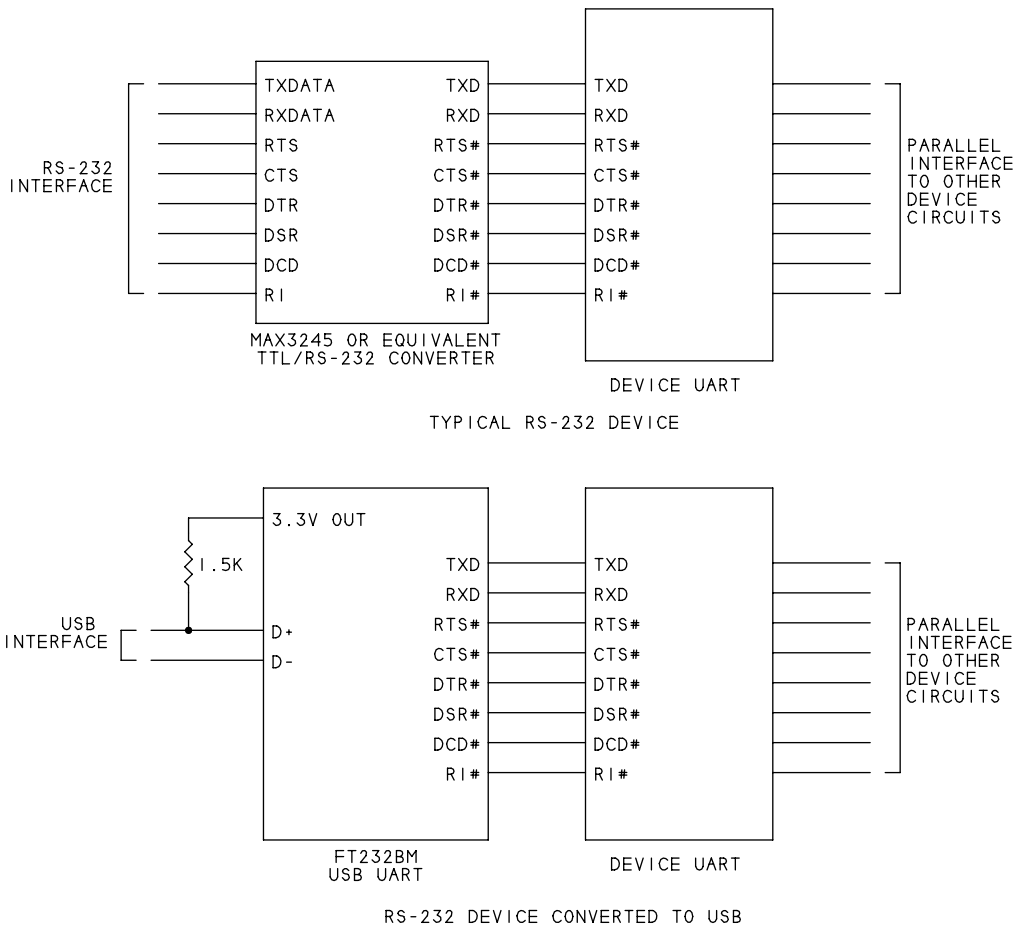 RS-232
INTERFACE
TXDATA
RXDATA
RTS
CTS
DTR
DSR
DCD
RI
TXD
RXD
RTS#
CTS#
DTR#
DSR#
DCD#
RI#
MAX3245 OR EQUIVALENT
TTL/RS-232 CONVERTER
TXD
RXD
RTS#
CTS#
DTR#
DSR#
DCD#
RI#
DEVICE UART
PARALLEL
INTERFACE
TO OTHER
DEVICE
CIRCUITS
TYPICAL RS-232 DEVICE
USB
INTERFACE
1.5K
3.3V OUT
D+
D-
TXD
RXD
RTS#
CTS#
DTR#
DSR#
DCD#
RI#
FT232BM
USB UART
TXD
RXD
RTS#
CTS#
DTR#
DSR#
DCD#
RI#
DEVICE UART
PARALLEL
INTERFACE
TO OTHER
DEVICE
CIRCUITS
RS-232 DEVICE CONVERTED TO USB